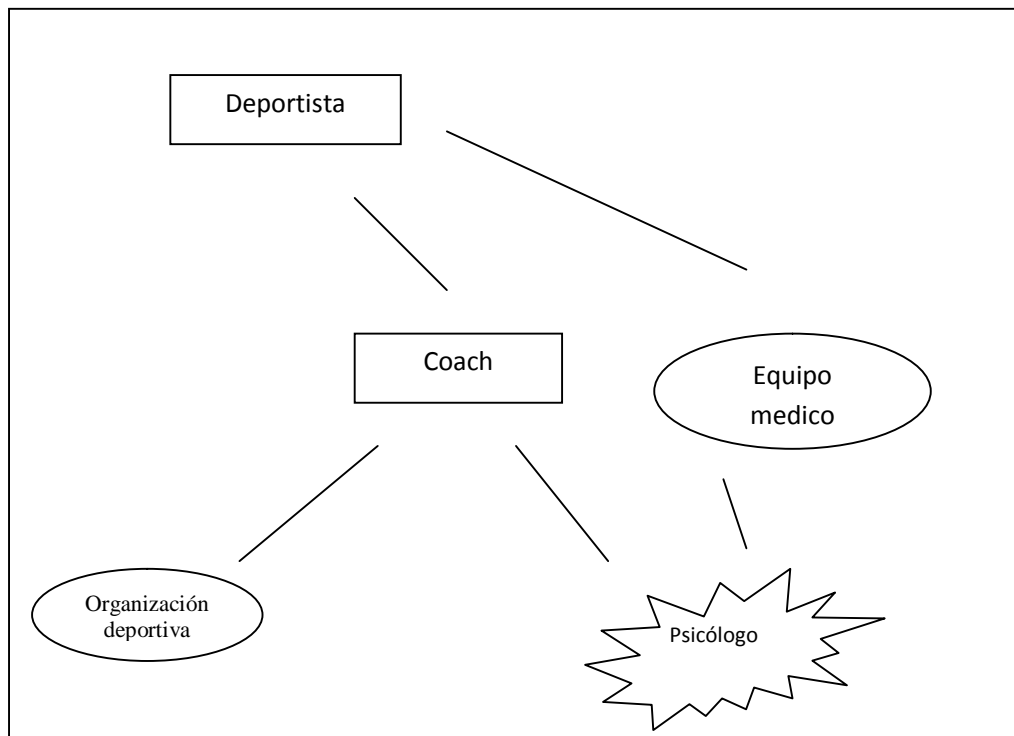 Deportista
Coach
Equipo
medico
Organización
deportiva
Psicólogo